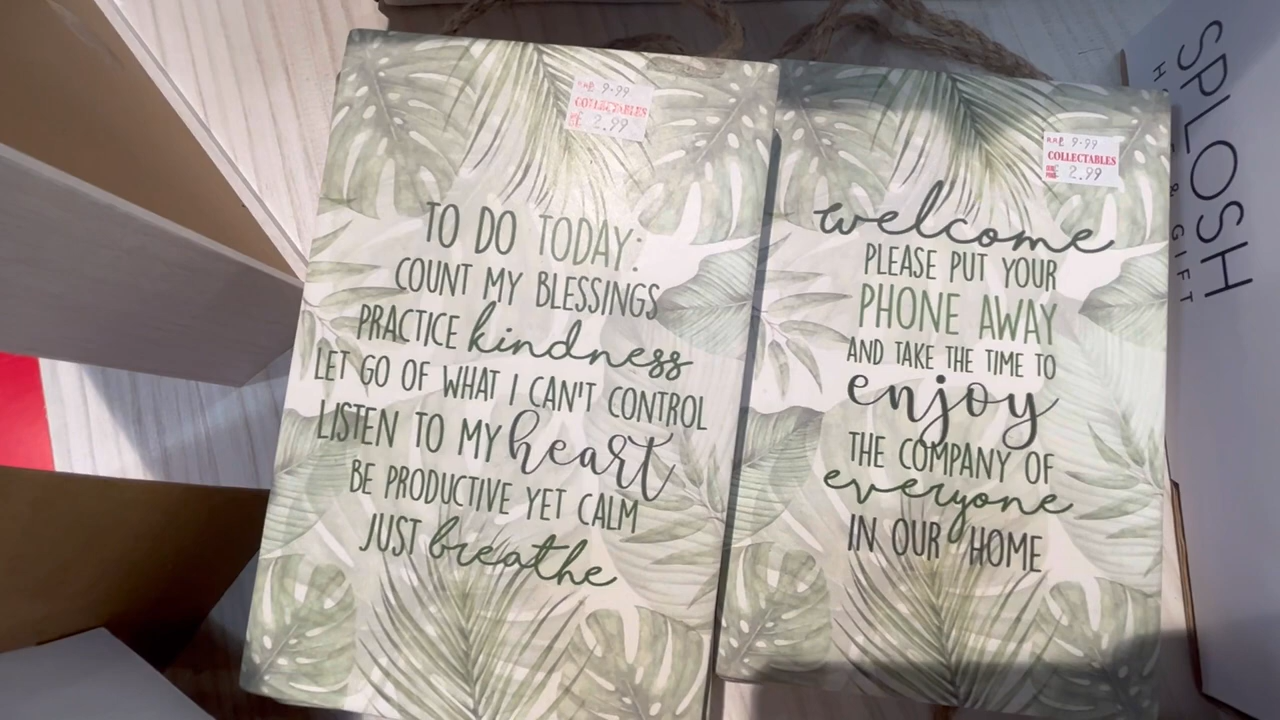 RRP 9.99
COLLECTABLES
£ 2.99
TO DO TODAY:
COUNT MY BLESSINGS
PRACTICE kindness
LET GO OF WHAT I CAN'T CONTROL
LISTEN TO MY heart
BE PRODUCTIVE YET CALM
JUST breathe
R.R.P. 9.99
COLLECTABLES
£ 2.99
welcome
PLEASE PUT YOUR
PHONE AWAY
AND TAKE THE TIME TO
enjoy
THE COMPANY OF
everyone
IN OUR HOME
SPLOSH
& GIFT